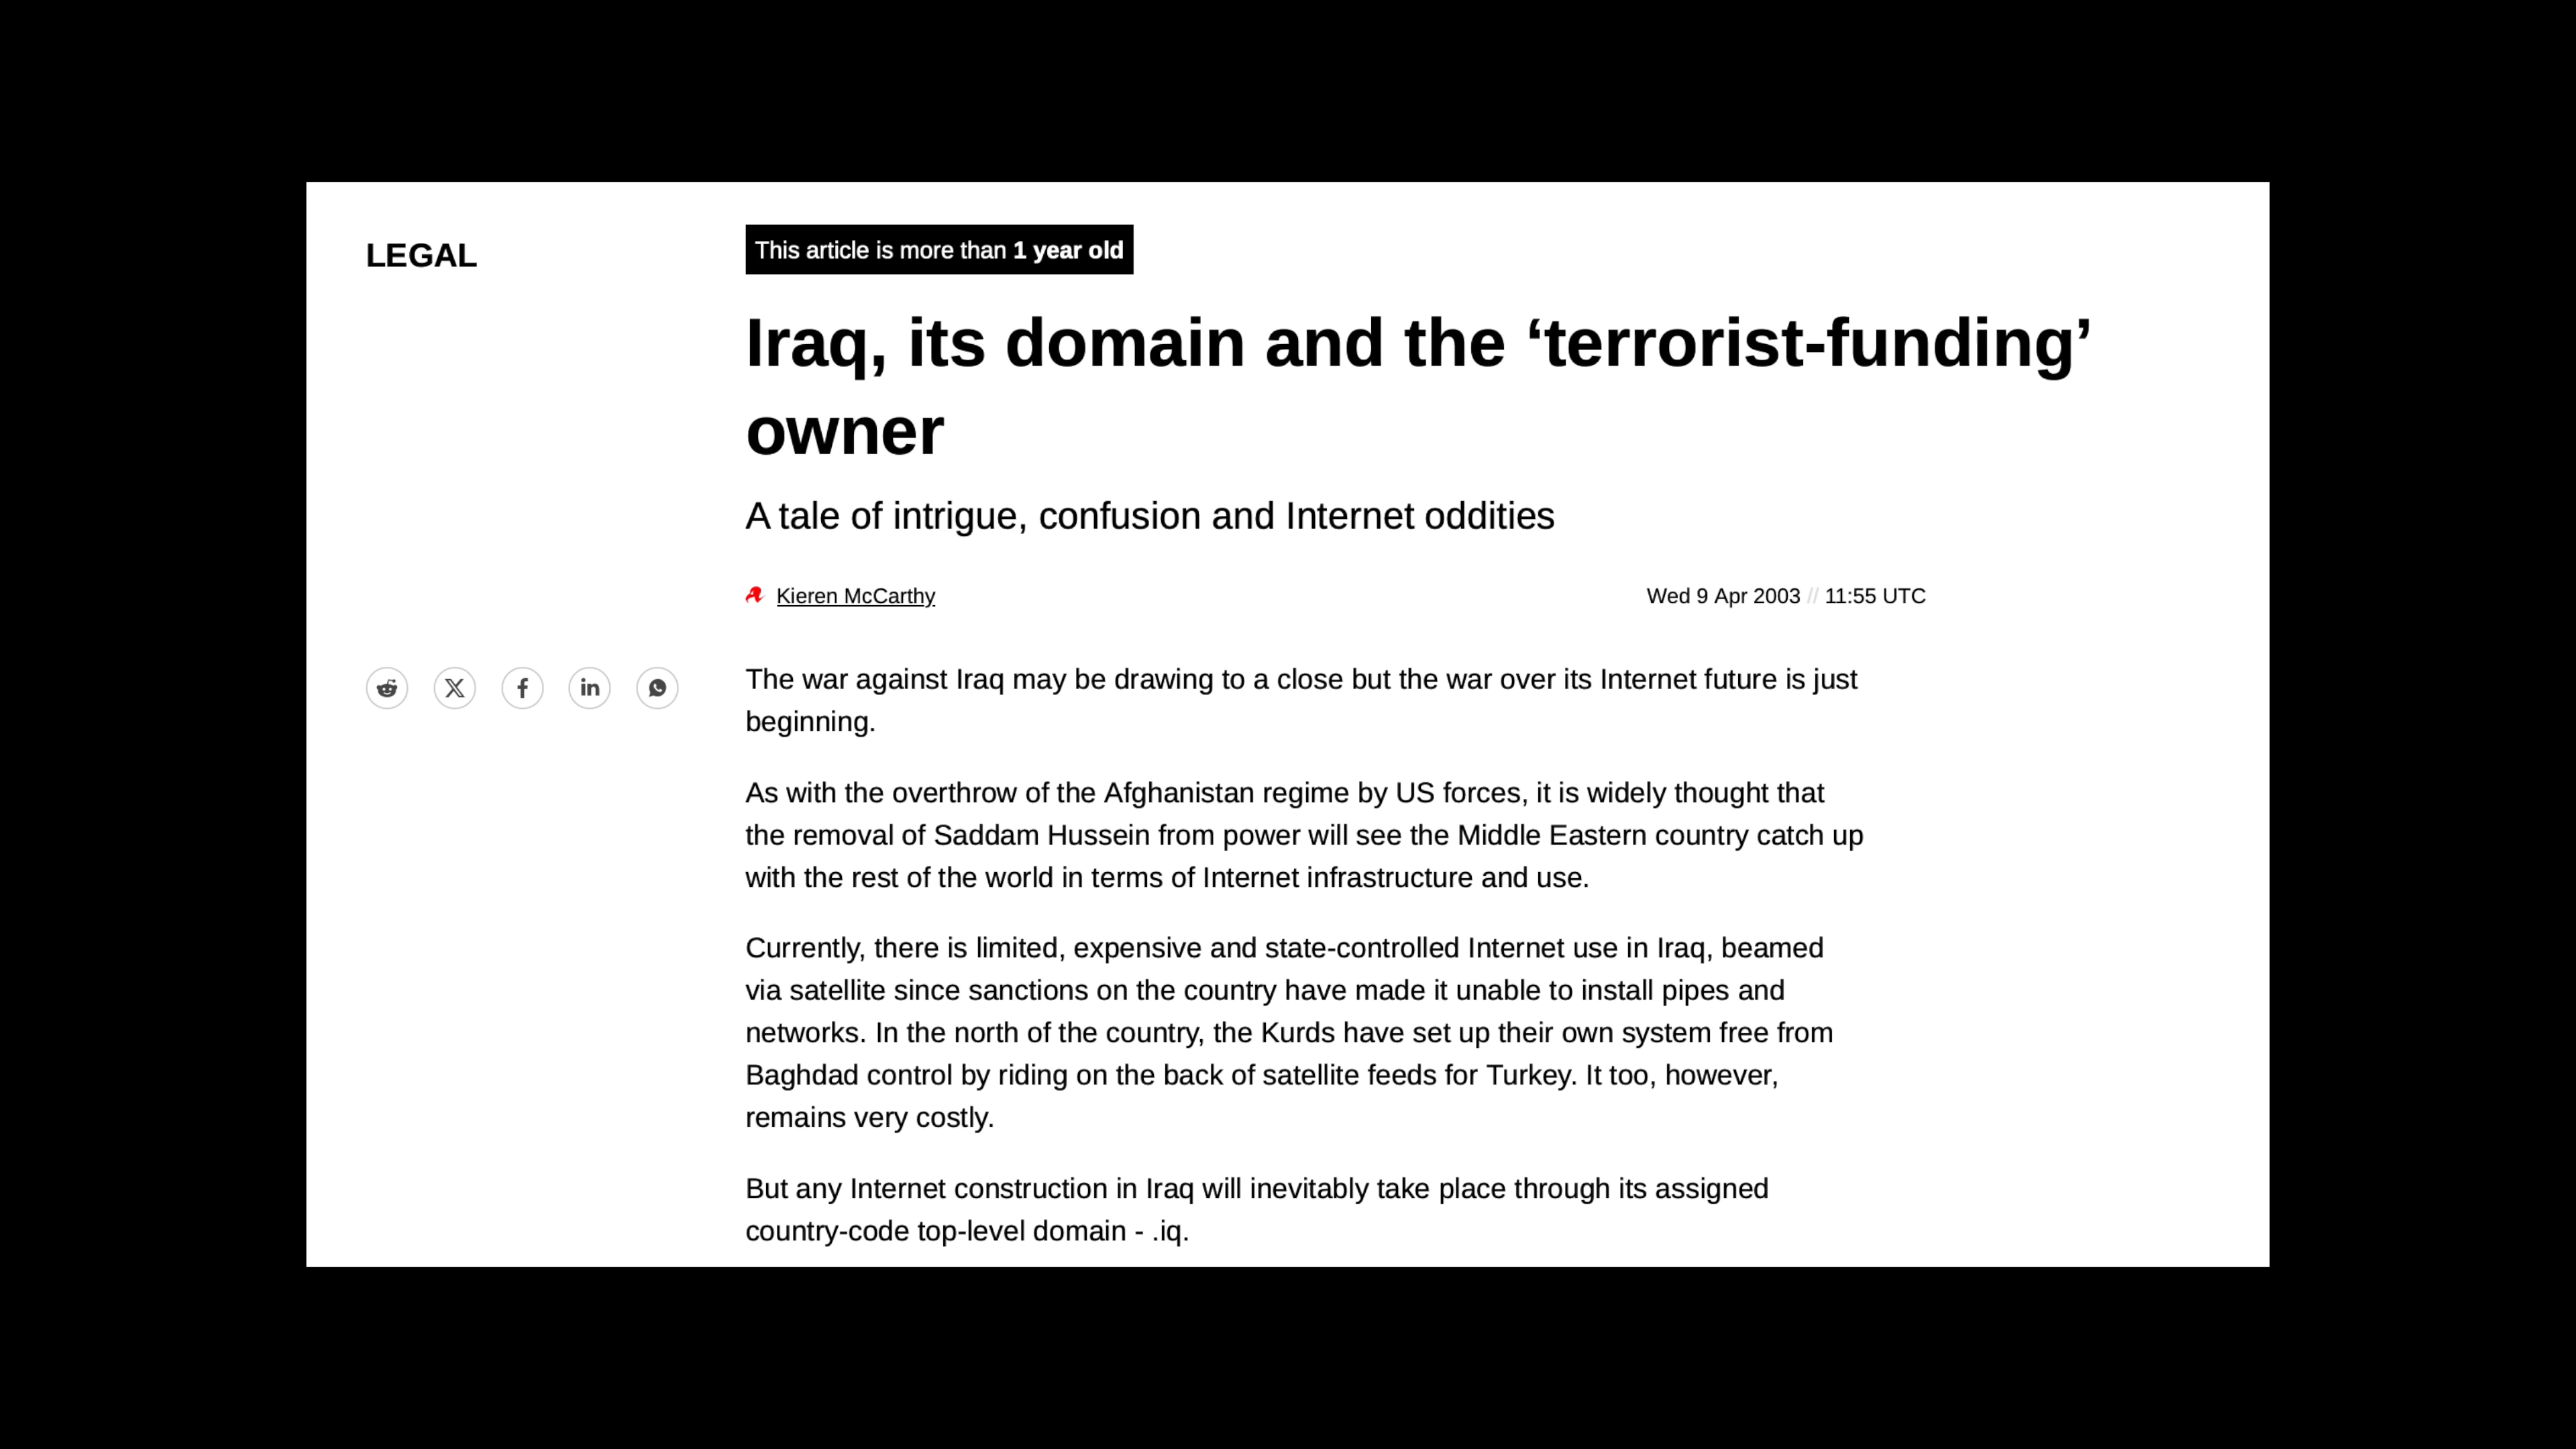 LEGAL
This article is more than 1 year old
Iraq, its domain and the ‘terrorist-funding’
owner
A tale of intrigue, confusion and Internet oddities
Kieren McCarthy
Wed 9 Apr 2003 // 11:55 UTC
The war against Iraq may be drawing to a close but the war over its Internet future is just
beginning.
As with the overthrow of the Afghanistan regime by US forces, it is widely thought that
the removal of Saddam Hussein from power will see the Middle Eastern country catch up
with the rest of the world in terms of Internet infrastructure and use.
Currently, there is limited, expensive and state-controlled Internet use in Iraq, beamed
via satellite since sanctions on the country have made it unable to install pipes and
networks. In the north of the country, the Kurds have set up their own system free from
Baghdad control by riding on the back of satellite feeds for Turkey. It too, however,
remains very costly.
But any Internet construction in Iraq will inevitably take place through its assigned
country-code top-level domain - .iq.